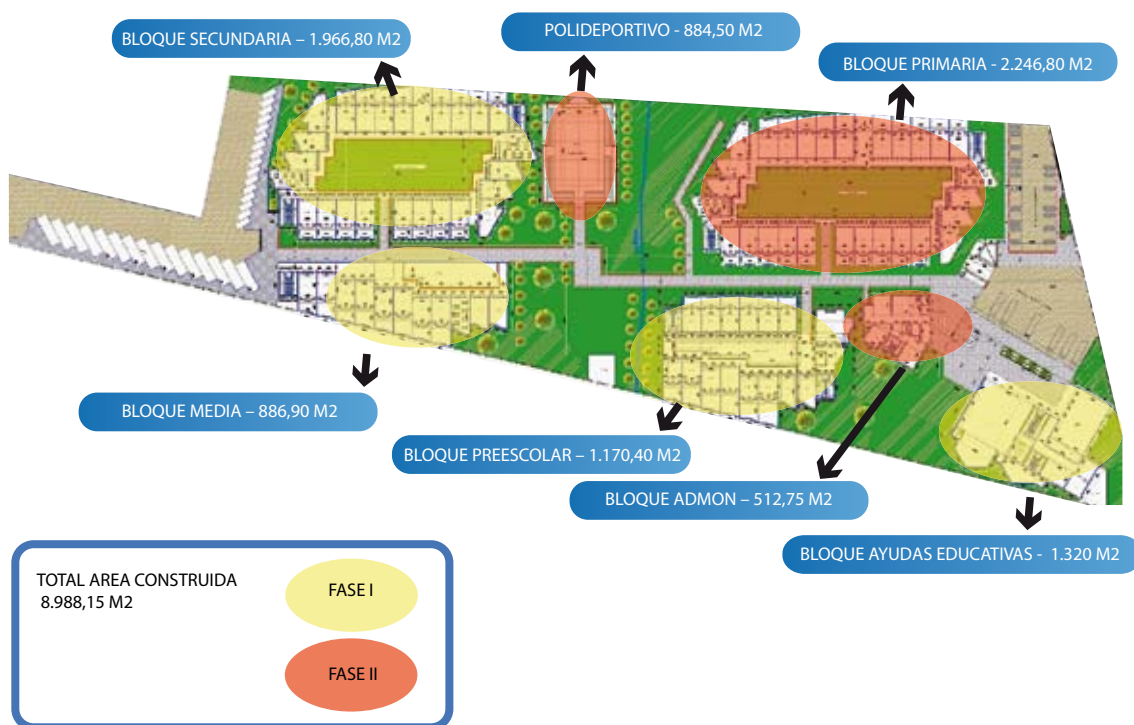 BLOQUE SECUNDARIA – 1.966,80 M2
POLIDEPORTIVO - 884,50 M2
BLOQUE PRIMARIA - 2.246,80 M2
BLOQUE MEDIA – 886,90 M2
BLOQUE PREESCOLAR – 1.170,40 M2
BLOQUE ADMON – 512,75 M2
BLOQUE AYUDAS EDUCATIVAS - 1.320 M2
TOTAL AREA CONSTRUIDA
8.988,15 M2
FASE I
FASE II